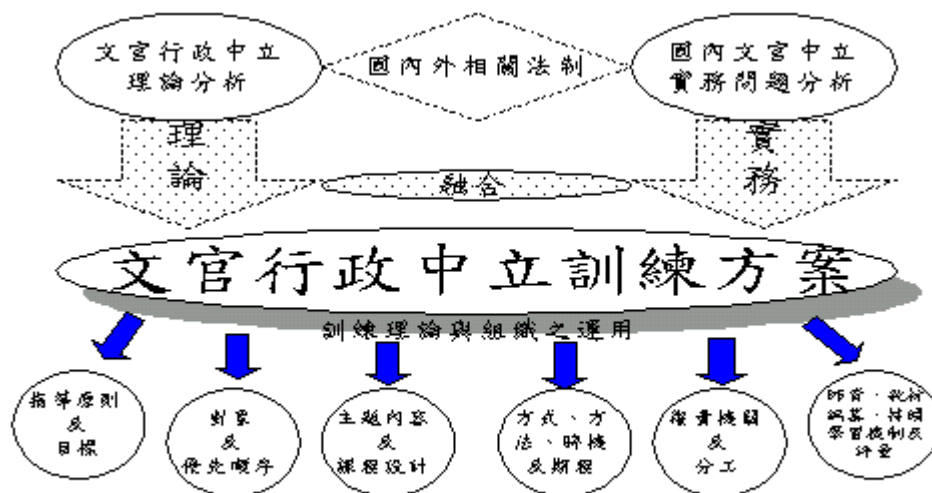 文官行政中立
理論分析
國內外相關法制
國內文官中立
實務問題分析
理
論
融合
實
務
文官行政中立訓練方案
訓練理論與組織之運用
指導原則
及
目標
對象
及
優先順序
主題內容
及
課程設計
方式、方
法、時機
及期程
權責機關
及
分工
師資、教材
編纂、持續
學習機制及
評量